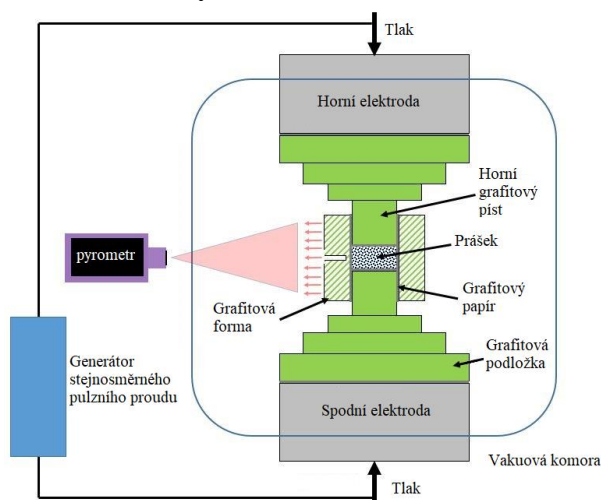 Tlak
Horní elektroda
Horní
grafitový
píst
pyrometr
Prášek
Grafitový
papír
Grafitová
forma
Grafitová
podložka
Generátor
stejnosměrného
pulzního proudu
Spodní elektroda
Vakuová komora
Tlak